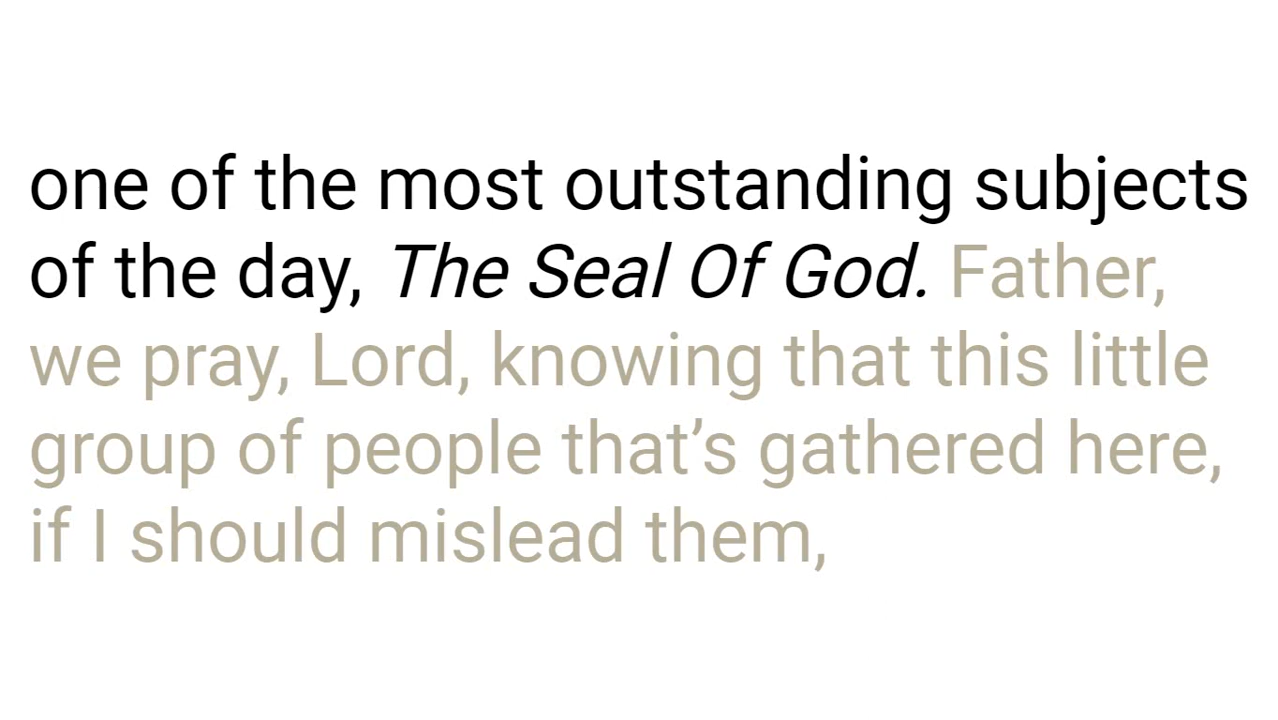 one of the most outstanding subjects
of the day, The Seal Of God. Father,
we pray, Lord, knowing that this little
group of people that’s gathered here,
if I should mislead them,